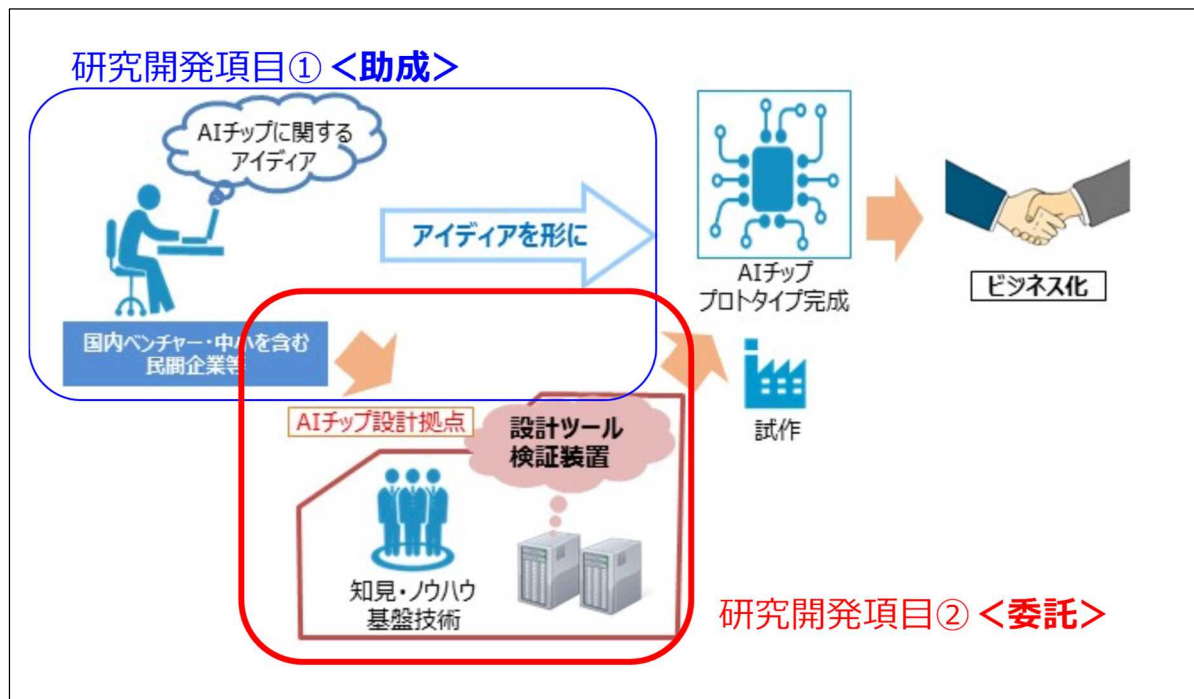 研究開発項目① <助成>
AIチップに関する
アイディア
アイディアを形に
国内ベンチャー・中小を含む
民間企業等
AIチップ
プロトタイプ完成
ビジネス化
試作
AIチップ設計拠点
設計ツール
検証装置
知見・ノウハウ
基盤技術
研究開発項目② <委託>